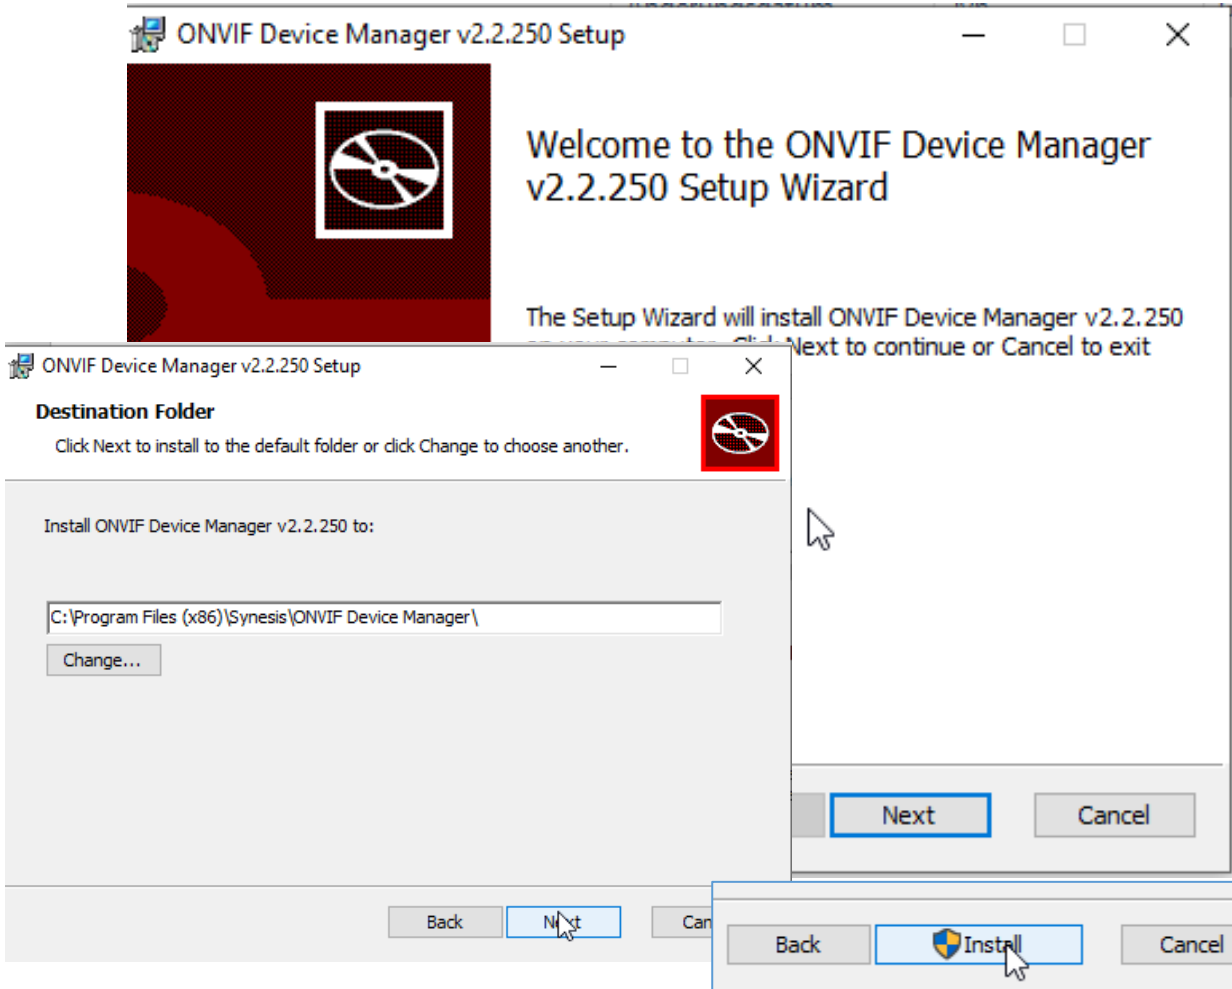 ONVIF Device Manager v2.2.250 Setup
Welcome to the ONVIF Device Manager
v2.2.250 Setup Wizard
The Setup Wizard will install ONVIF Device Manager v2.2.250
Next to continue or Cancel to exit
Next
Cancel
ONVIF Device Manager v2.2.250 Setup
Destination Folder
Click Next to install to the default folder or click Change to choose another.
Install ONVIF Device Manager v2.2.250 to:
C:\Program Files (x86)\Synesis\ONVIF Device Manager\
Change...
Back
Next
Can
Back
Install
Cancel